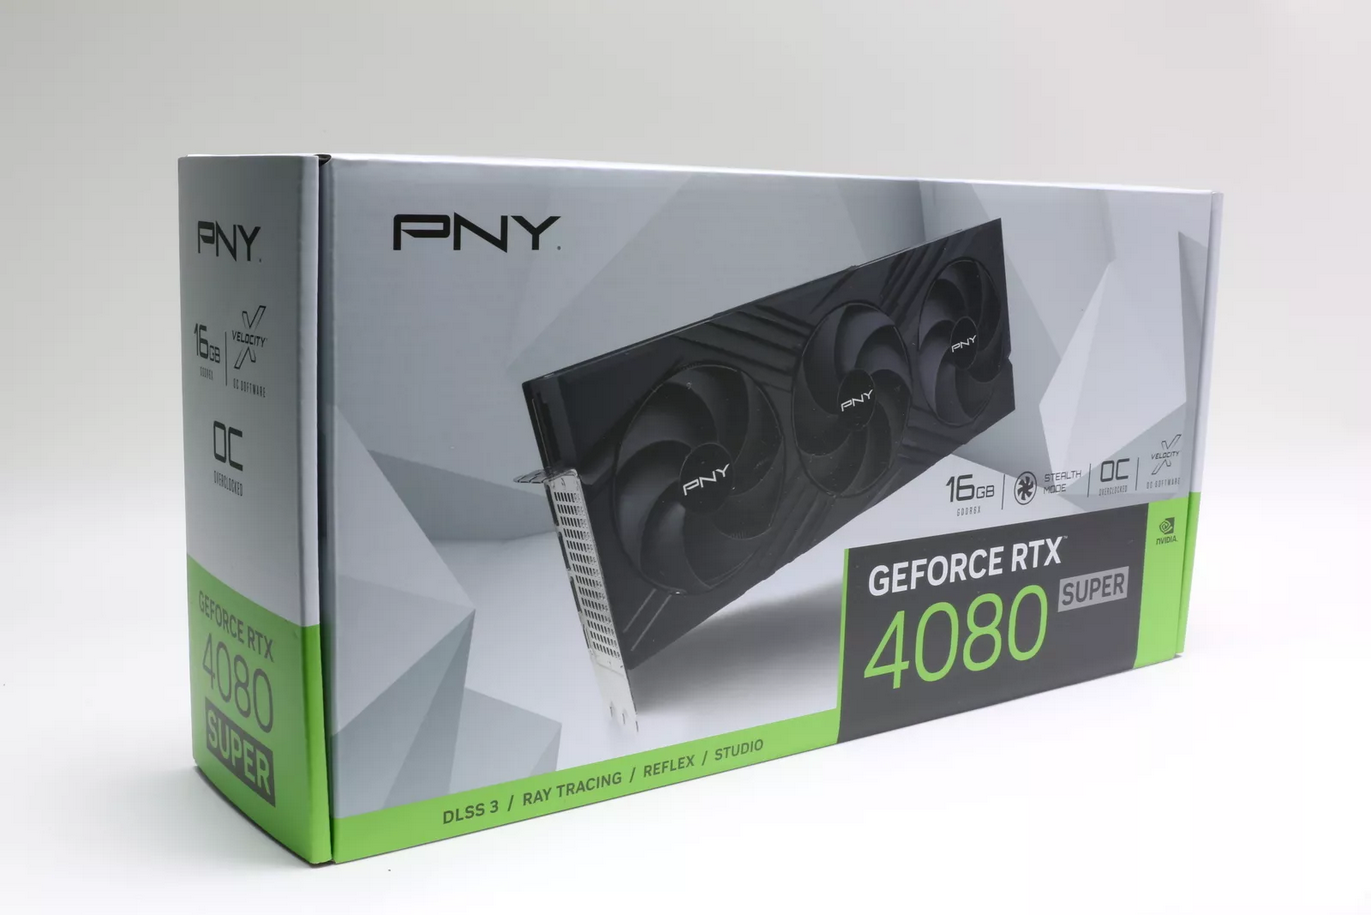 PNY
16GB
GDDR6X
VELOCITY X
OC SOFTWARE
OC
OVERCLOCKED
GEFORCE RTX
4080
SUPER
PNY
PNY
PNY
PNY
16GB
GDDR6X
STEALTH
MODE
OC
OVERCLOCKED
VELOCITY X
OC SOFTWARE
GEFORCE RTX™
4080 SUPER
NVIDIA.
DLSS 3 / RAY TRACING / REFLEX / STUDIO